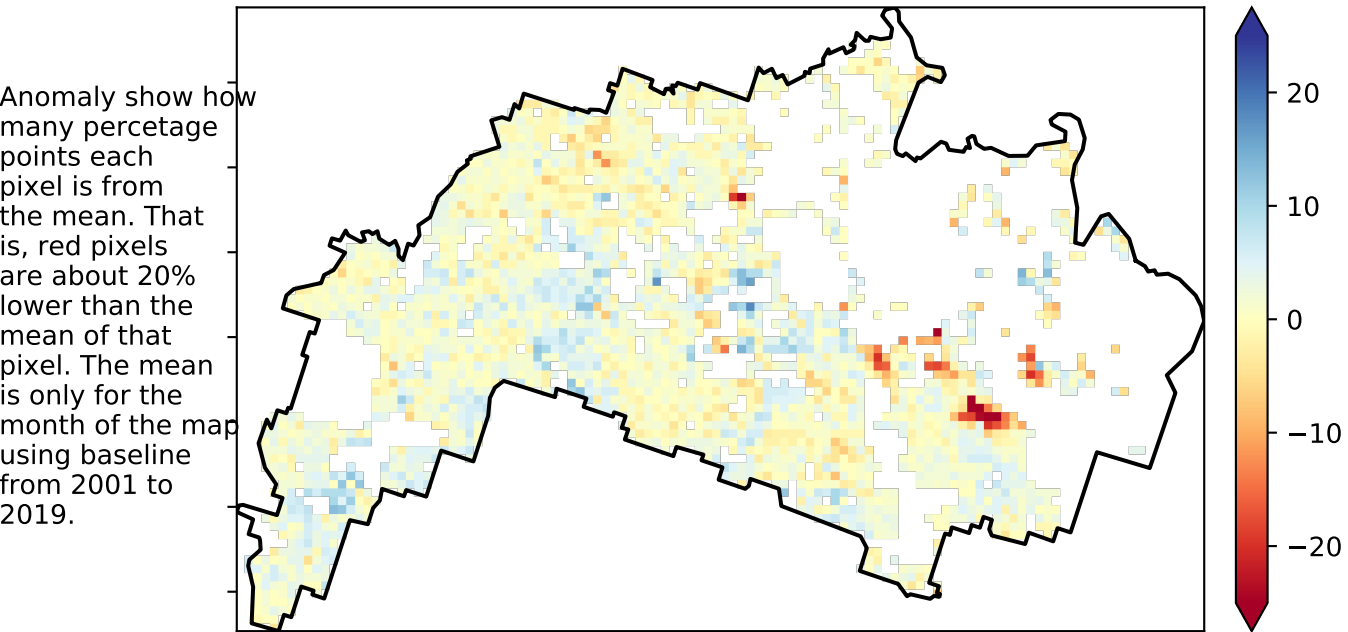 Anomaly show how
many percetage
points each
pixel is from
the mean. That
is, red pixels
are about 20%
lower than the
mean of that
pixel. The mean
is only for the
month of the map
using baseline
from 2001 to
2019.
20
10
0
−10
−20